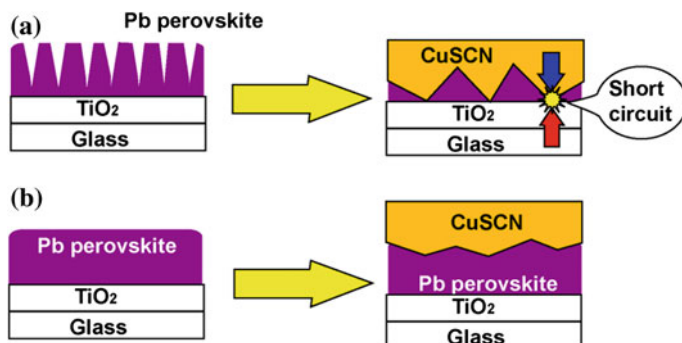 (a)
Pb perovskite
TiO2
Glass
CuSCN
TiO2
Glass
Short
circuit
(b)
Pb perovskite
TiO2
Glass
CuSCN
Pb perovskite
TiO2
Glass